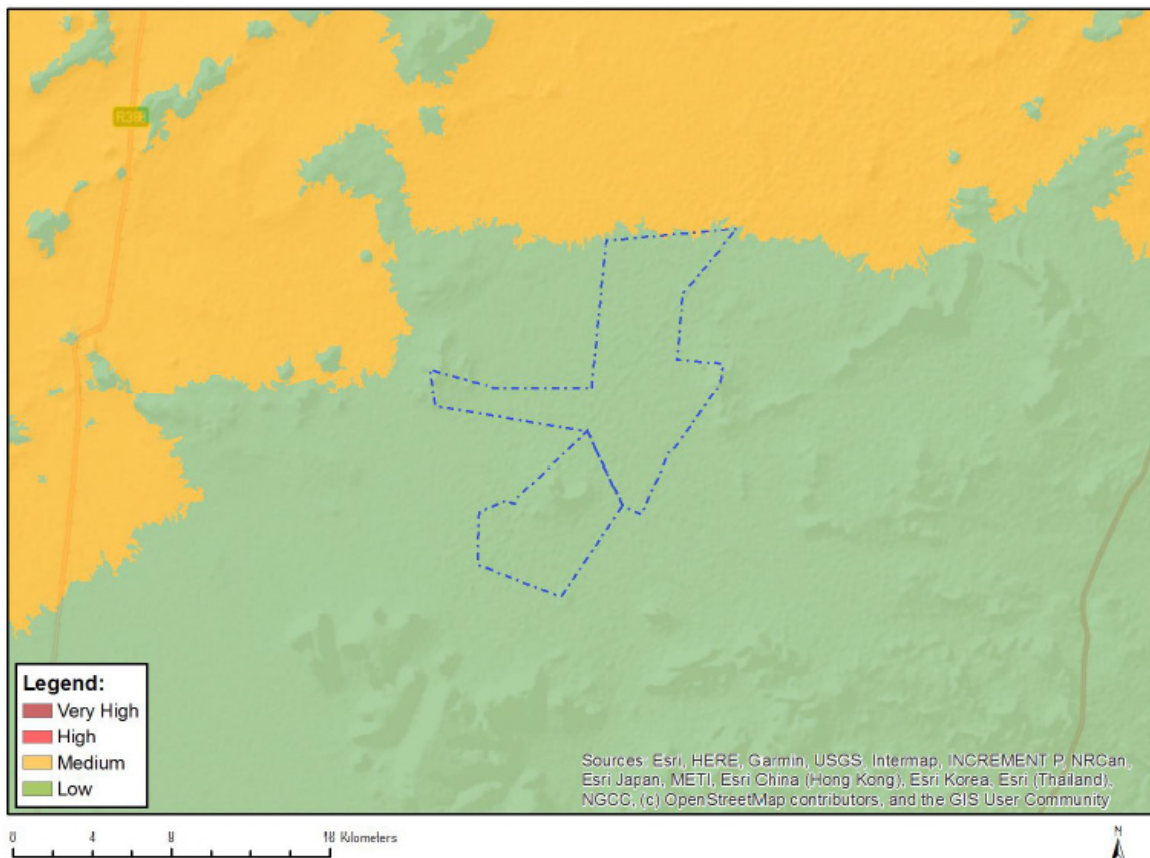 Legend:
Very High
High
Medium
Low
Sources: Esri, HERE, Garmin, USGS, Intermap, INCREMENT P, NRCan,
Esri Japan, METI, Esri China (Hong Kong), Esri Korea, Esri (Thailand),
NGCC, (c) OpenStreetMap contributors, and the GIS User Community
0 4 8 16 Kilometers
N